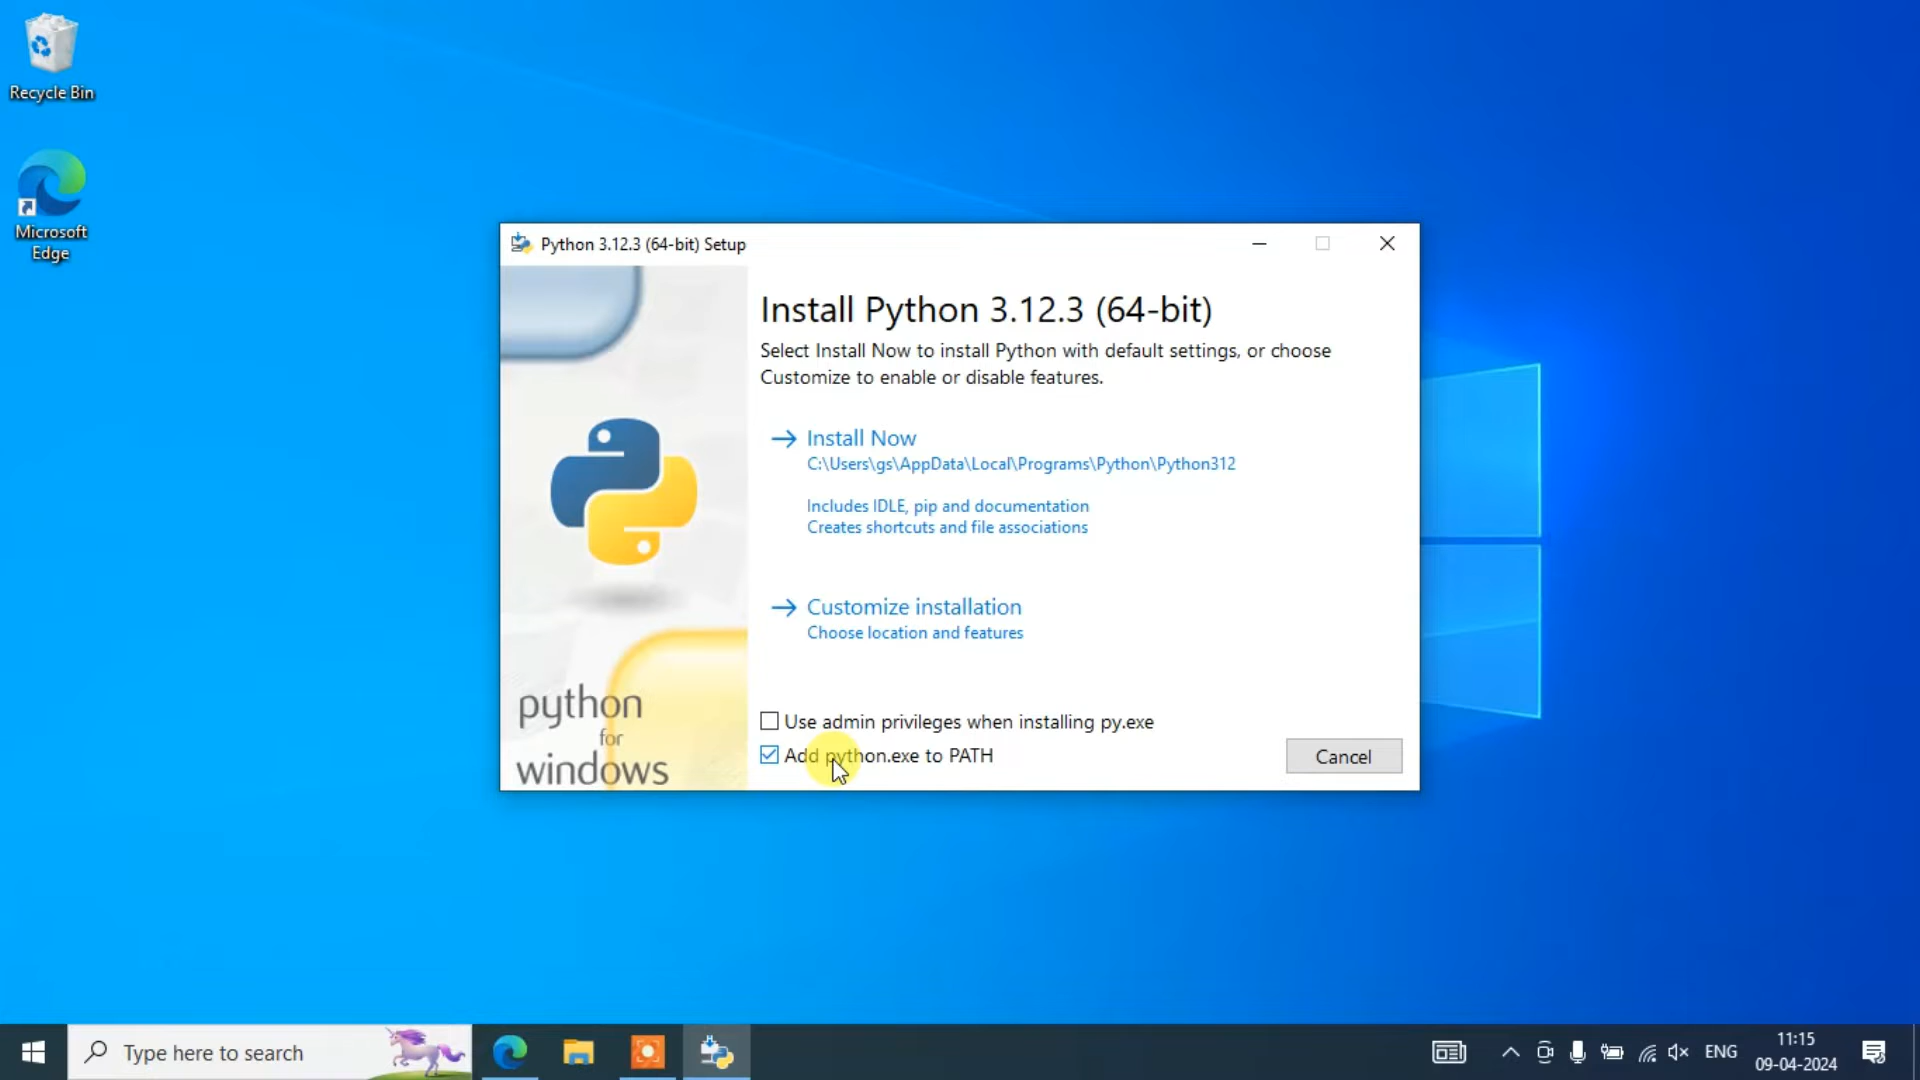 Recycle Bin
Microsoft
Edge
Python 3.12.3 (64-bit) Setup
Install Python 3.12.3 (64-bit)
Select Install Now to install Python with default settings, or choose
Customize to enable or disable features.
Install Now
C:\Users\gs\AppData\Local\Programs\Python\Python312
Includes IDLE, pip and documentation
Creates shortcuts and file associations
Customize installation
Choose location and features
python
for
windows
Use admin privileges when installing py.exe
Add python.exe to PATH
Cancel
Type here to search
ENG
11:15
09-04-2024